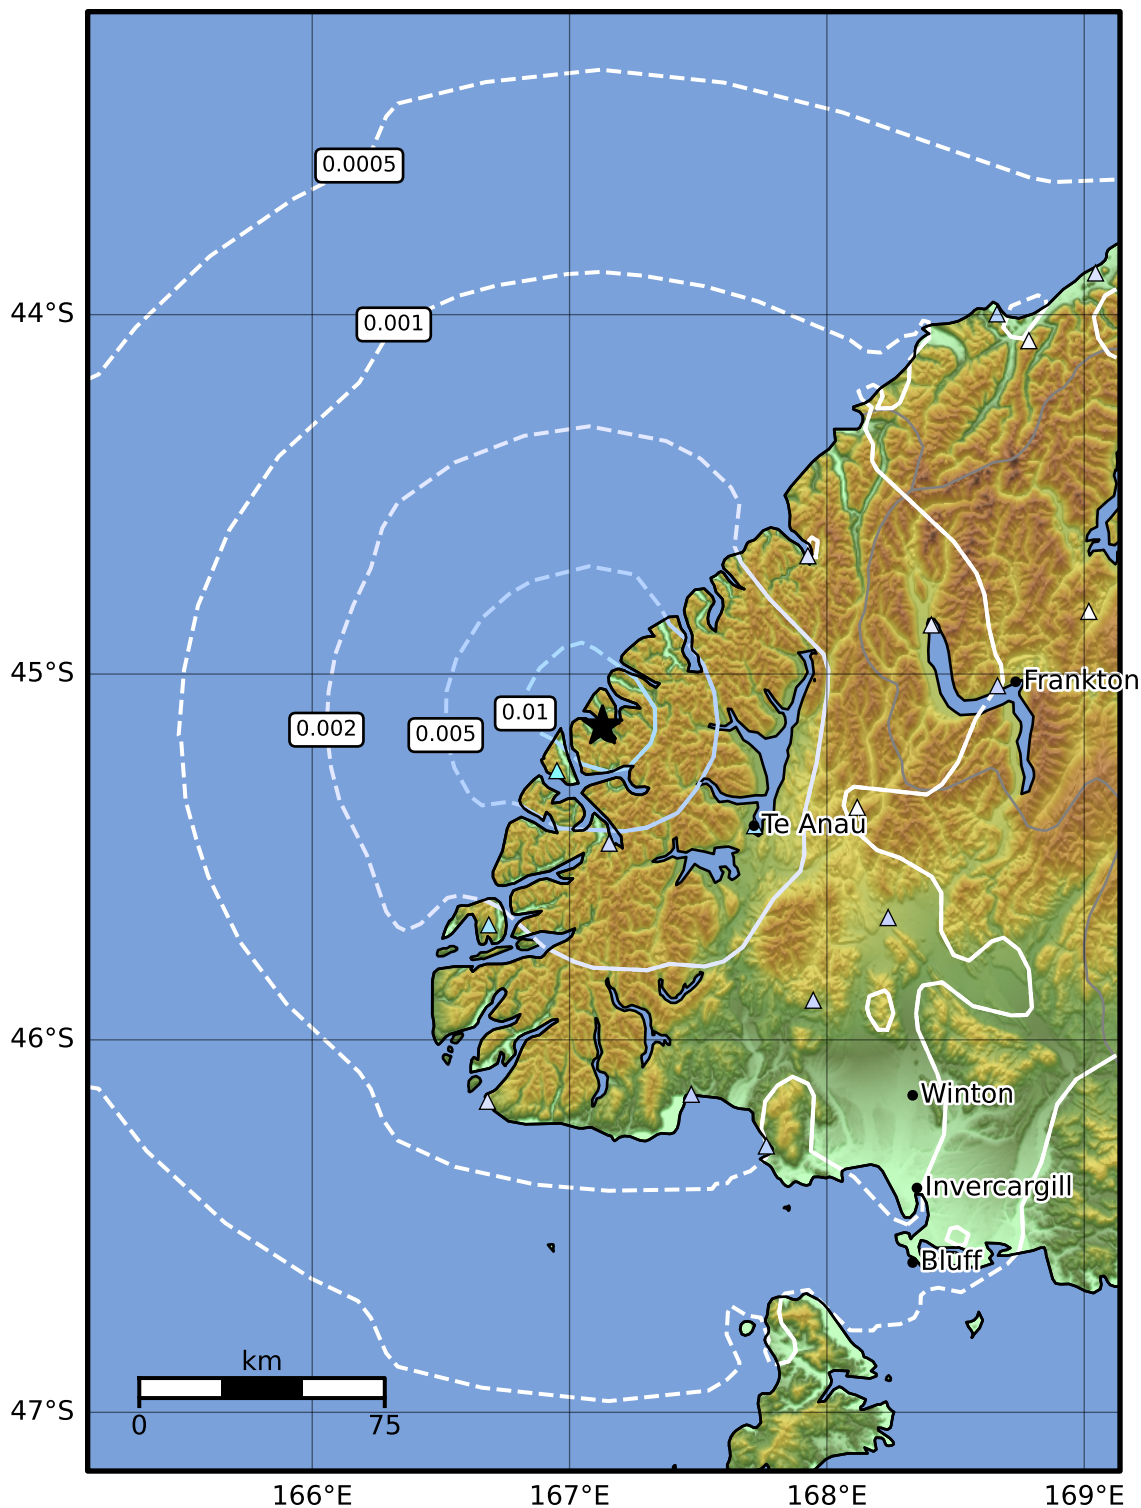 0.0005
44°S
0.001
45°S
Frankton
0.01
0.002
0.005
Te Anau
46°S
Winton
Invercargill
Bluff
km
0 75
47°S
166°E 167°E 168°E 169°E